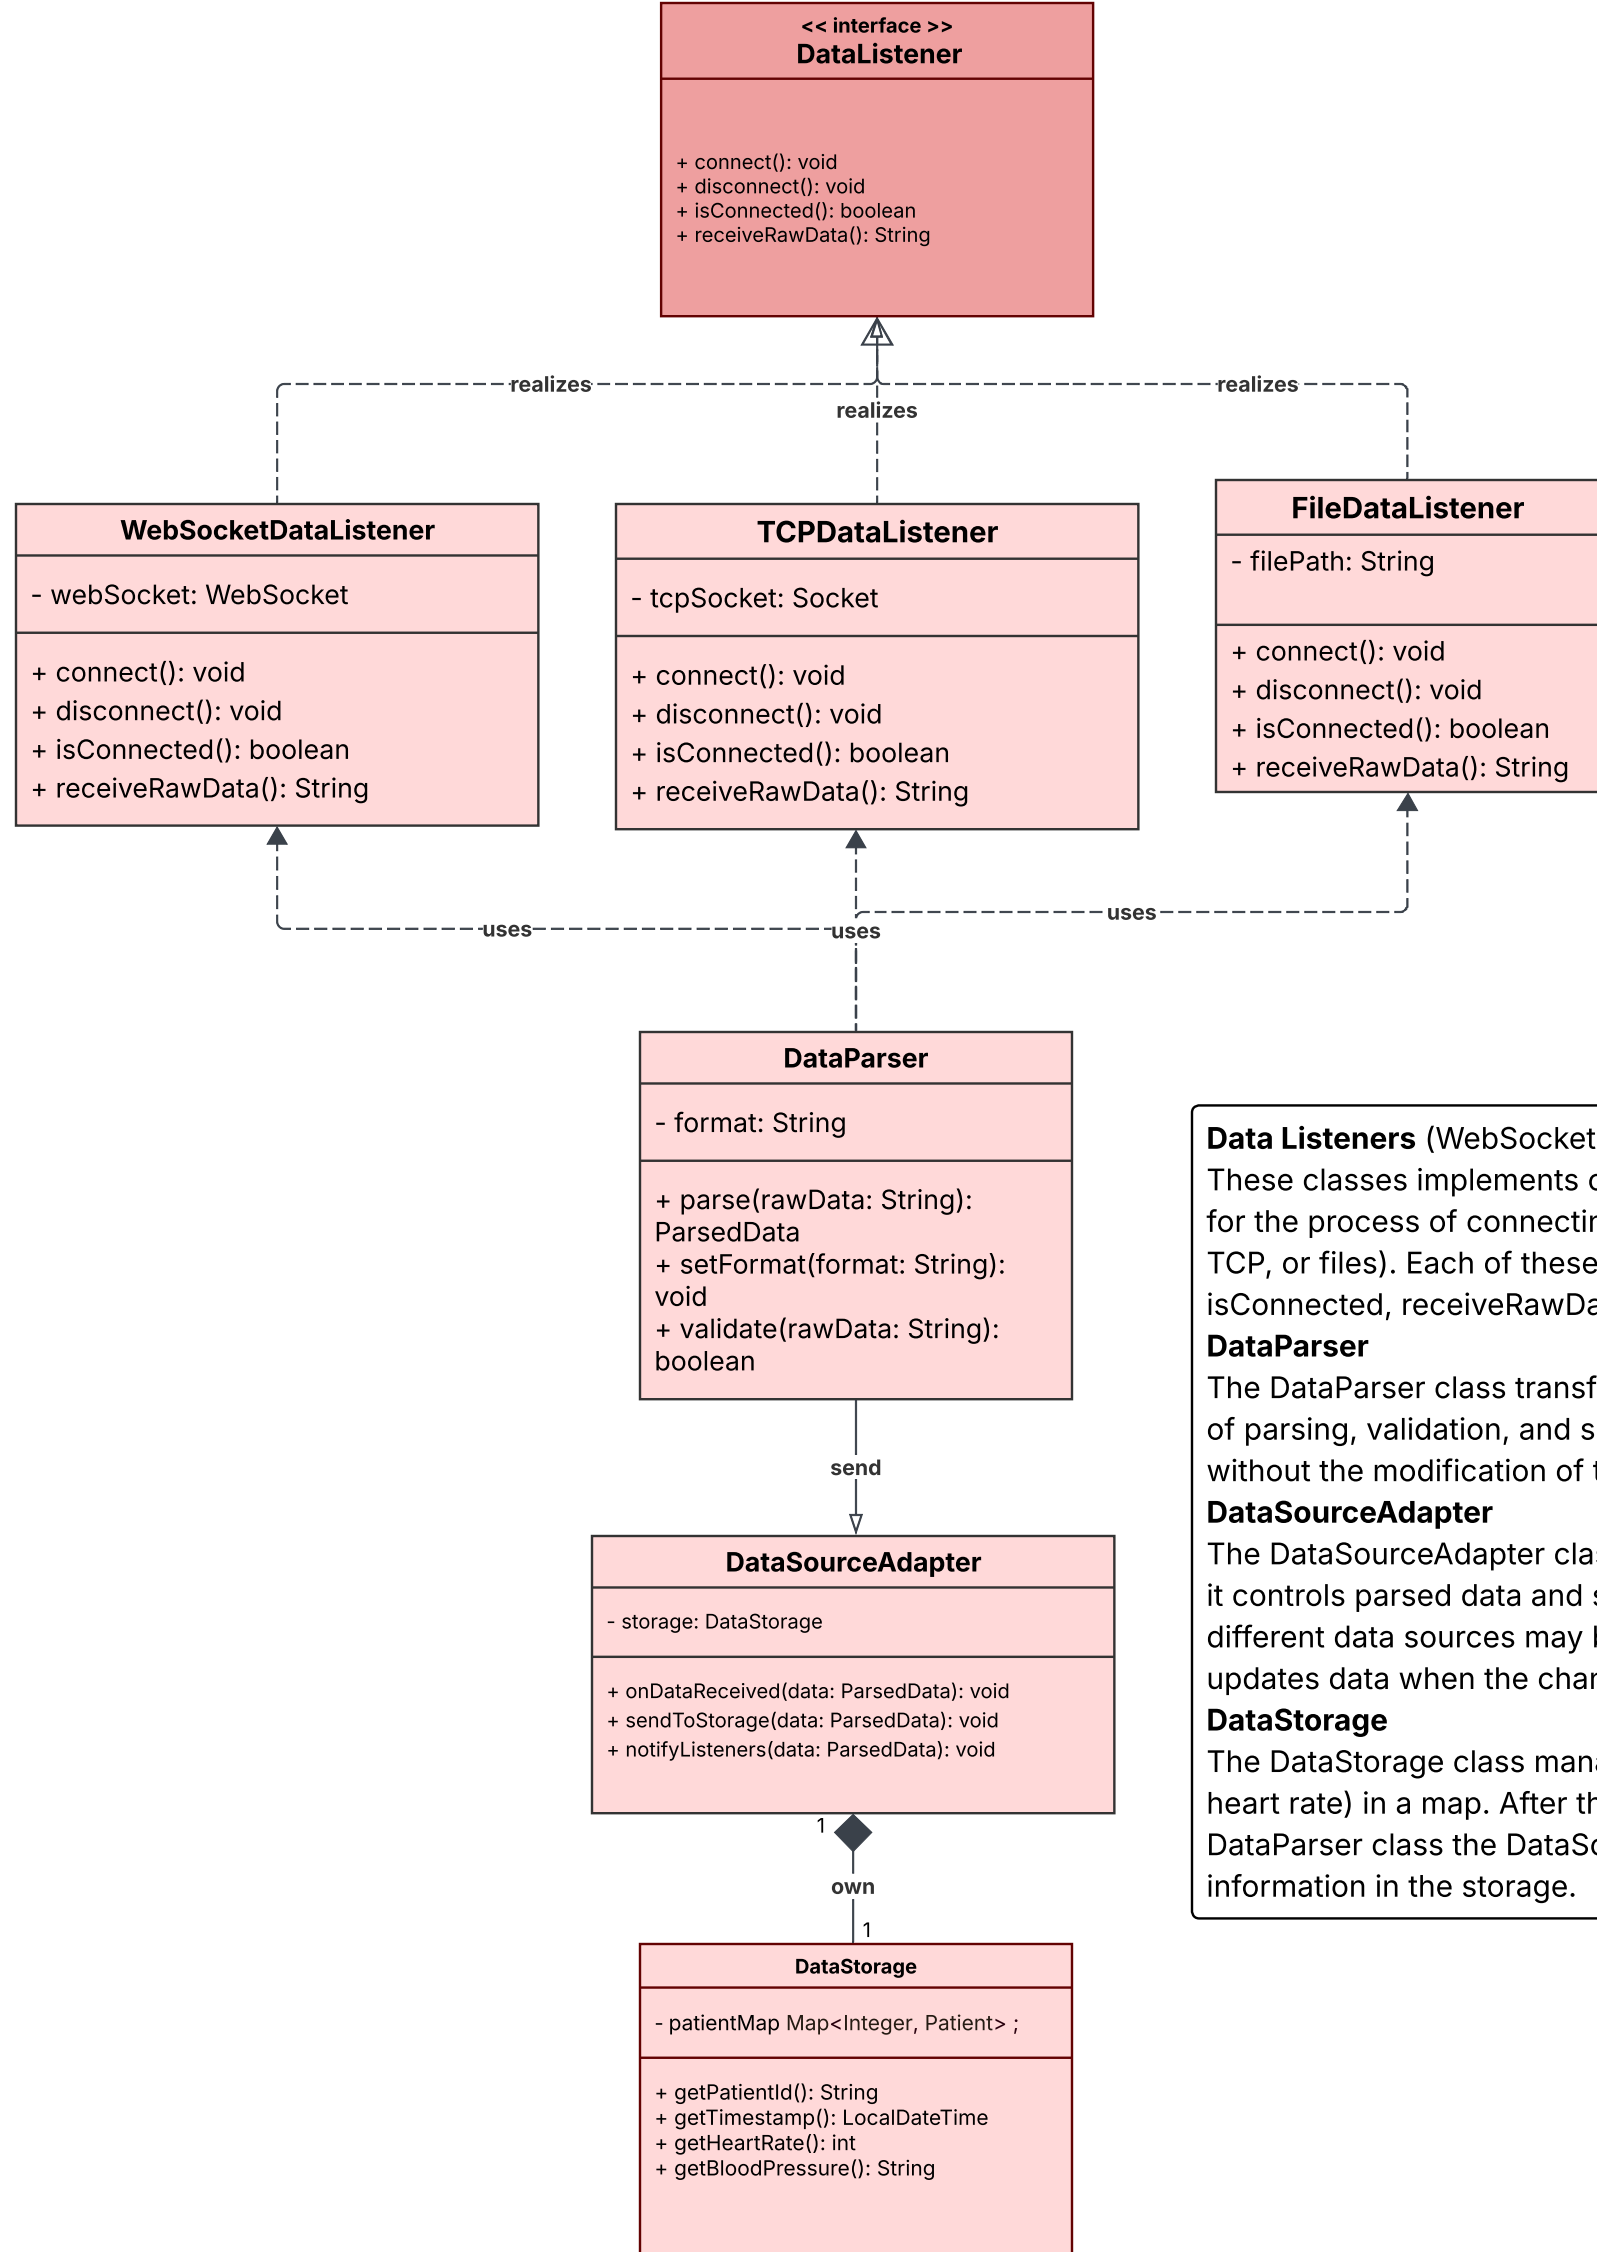 << interface >>
DataListener
+ connect(): void
+ disconnect(): void
+ isConnected(): boolean
+ receiveRawData(): String
realizes
realizes
realizes
WebSocketDataListener
- webSocket: WebSocket
+ connect(): void
+ disconnect(): void
+ isConnected(): boolean
+ receiveRawData(): String
TCPDataListener
- tcpSocket: Socket
+ connect(): void
+ disconnect(): void
+ isConnected(): boolean
+ receiveRawData(): String
FileDataListener
- filePath: String
+ connect(): void
+ disconnect(): void
+ isConnected(): boolean
+ receiveRawData(): String
uses
uses
uses
DataParser
- format: String
+ parse(rawData: String):
ParsedData
+ setFormat(format: String):
void
+ validate(rawData: String):
boolean
send
DataSourceAdapter
- storage: DataStorage
+ onDataReceived(data: ParsedData): void
+ sendToStorage(data: ParsedData): void
+ notifyListeners(data: ParsedData): void
1
own
1
DataStorage
- patientMap Map<Integer, Patient> ;
+ getPatientId(): String
+ getTimestamp(): LocalDateTime
+ getHeartRate(): int
+ getBloodPressure(): String
Data Listeners (WebSocket
These classes implements
for the process of
TCP, or files). Each of these
isConnected,
DataParser
The DataParser class
of parsing, validation, and
without the modification of
DataSourceAdapter
The DataSourceAdapter
it controls parsed data and
different data sources may
updates data when the
DataStorage
The DataStorage class
heart rate) in a map. After
DataParser class the
information in the storage.